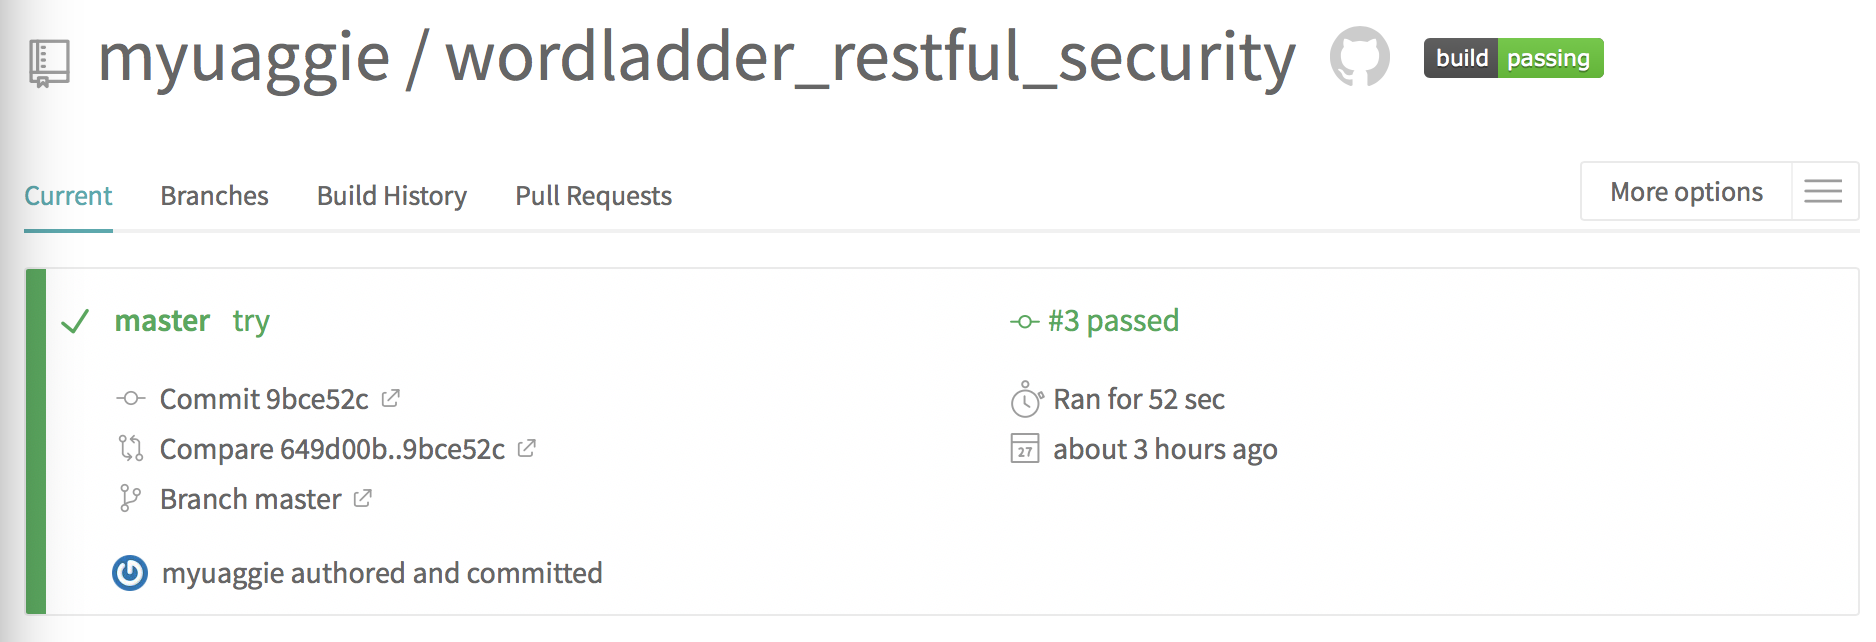 myuaggie / wordladder_restful_security build passing
Current Branches Build History Pull Requests More options
master try #3 passed
Commit 9bce52c Ran for 52 sec
Compare 649d00b..9bce52c 27 about 3 hours ago
Branch master
myuaggie authored and committed